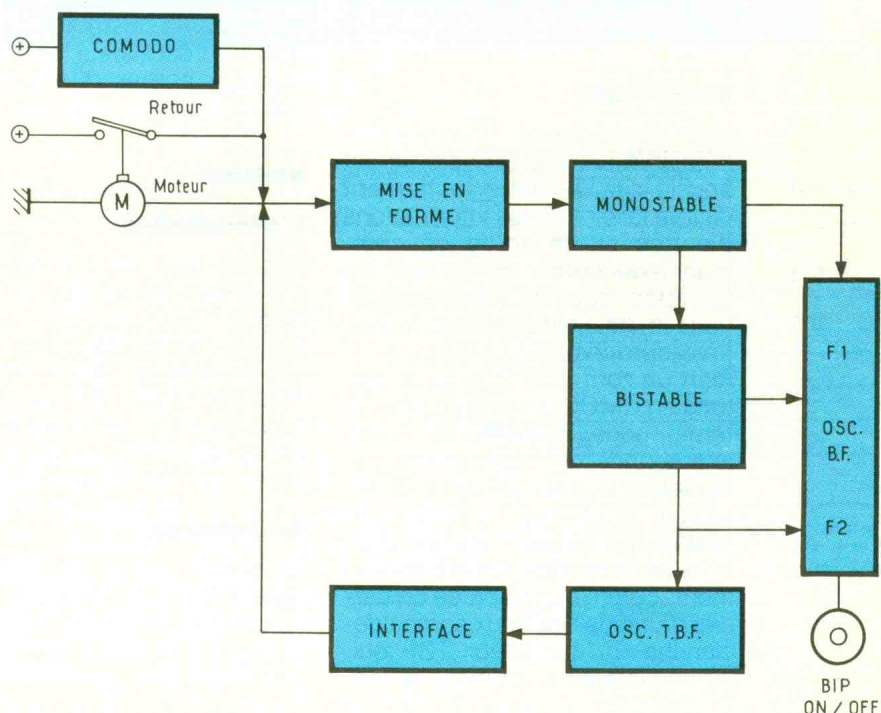 COMODO
Retour
Moteur
M
MISE EN
FORME
MONOSTABLE
F1
BISTABLE
OSC.
B.F.
F2
INTERFACE
OSC. T.B.F.
BIP
ON / OFF